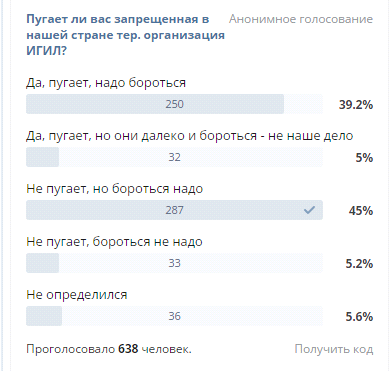 Пугает ли вас запрещенная в
нашей стране тер. организация
ИГИЛ?
Анонимное голосование
Да, пугает, надо бороться
250
39.2%
Да, пугает, но они далеко и бороться - не наше дело
32
5%
Не пугает, но бороться надо
287
45%
Не пугает, бороться не надо
33
5.2%
Не определился
36
5.6%
Проголосовало 638 человек.
Получить код